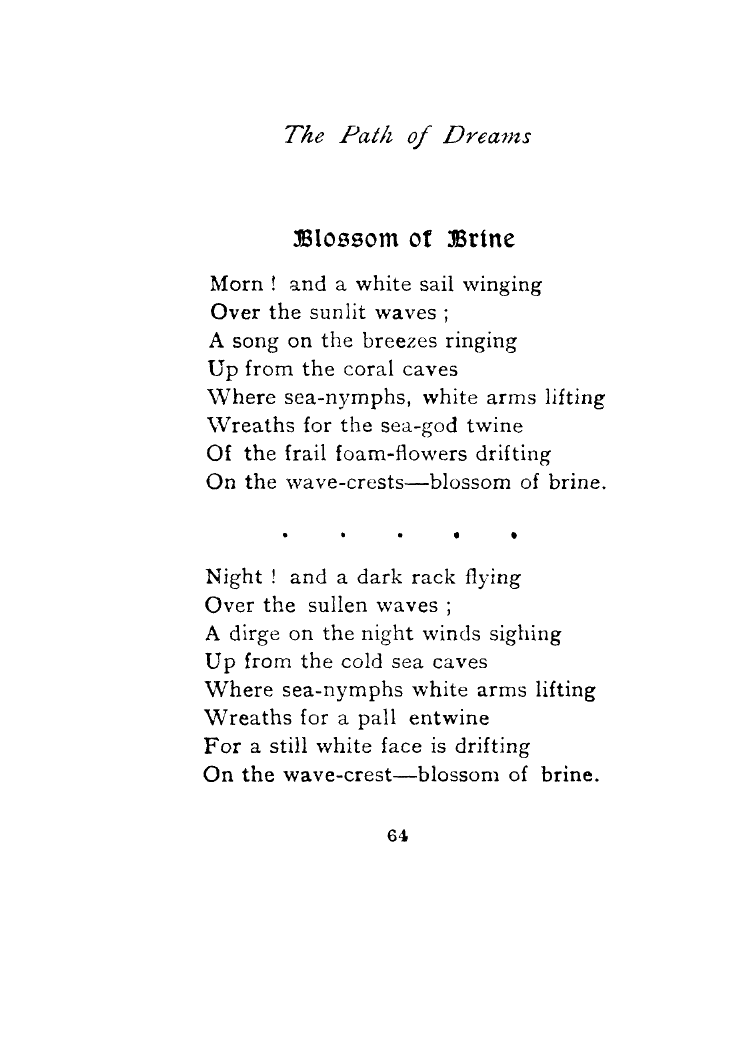 The Path of Dreams
Blossom of Brine
Morn ! and a white sail winging
Over the sunlit waves ;
A song on the breezes ringing
Up from the coral caves
Where sea-nymphs, white arms lifting
Wreaths for the sea-god twine
Of the frail foam-flowers drifting
On the wave-crests—blossom of brine.
. . . . .
Night ! and a dark rack flying
Over the sullen waves ;
A dirge on the night winds sighing
Up from the cold sea caves
Where sea-nymphs white arms lifting
Wreaths for a pall entwine
For a still white face is drifting
On the wave-crest—blossom of brine.
64